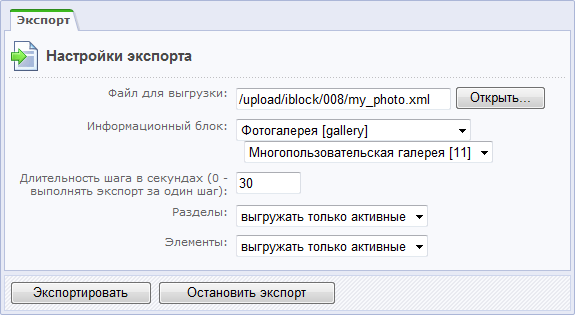 Экспорт
Настройки экспорта
Файл для выгрузки: /upload/iblock/008/my_photo.xml Открыть...
Информационный блок: Фотогалерея [gallery]
Многопользовательская галерея [11]
Длительность шага в секундах (0 -
выполнять экспорт за один шаг): 30
Разделы: выгружать только активные
Элементы: выгружать только активные
Экспортировать Остановить экспорт